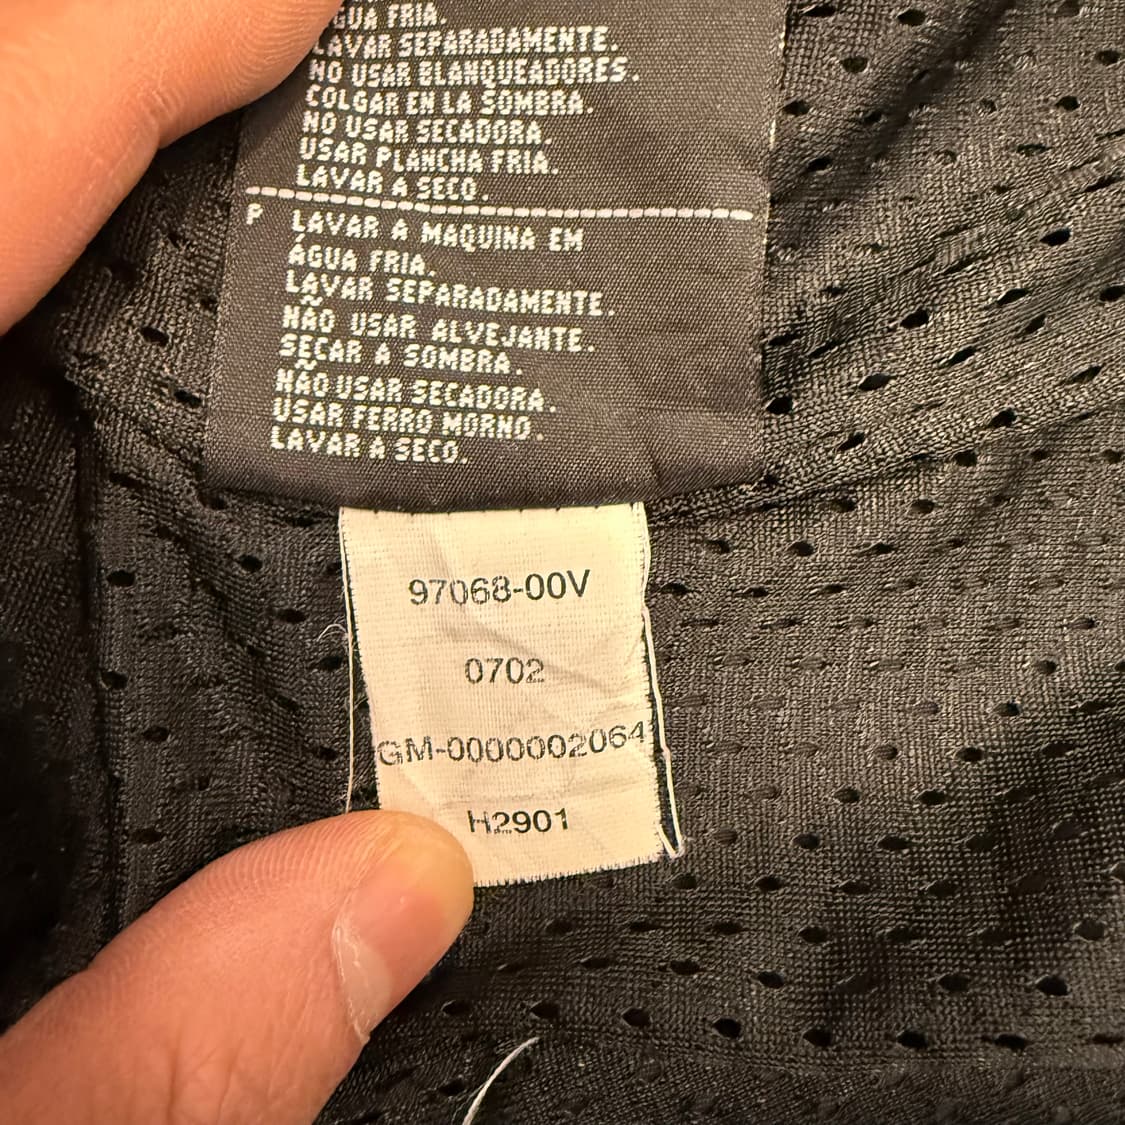 ÁGUA FRIA.
LAVAR SEPARADAMENTE.
NO USAR BLANQUEADORES.
COLGAR EN LA SOMBRA.
NO USAR SECADORA.
USAR PLANCHA FRIA.
LAVAR A SECO.
P LAVAR A MAQUINA EM
ÁGUA FRIA.
LAVAR SEPARADAMENTE.
NÃO USAR ALVEJANTE.
SECAR A SOMBRA.
NÃO USAR SECADORA.
USAR FERRO MORNO.
LAVAR A SECO.
97068-00V
0702
GM-0000002064
H2901